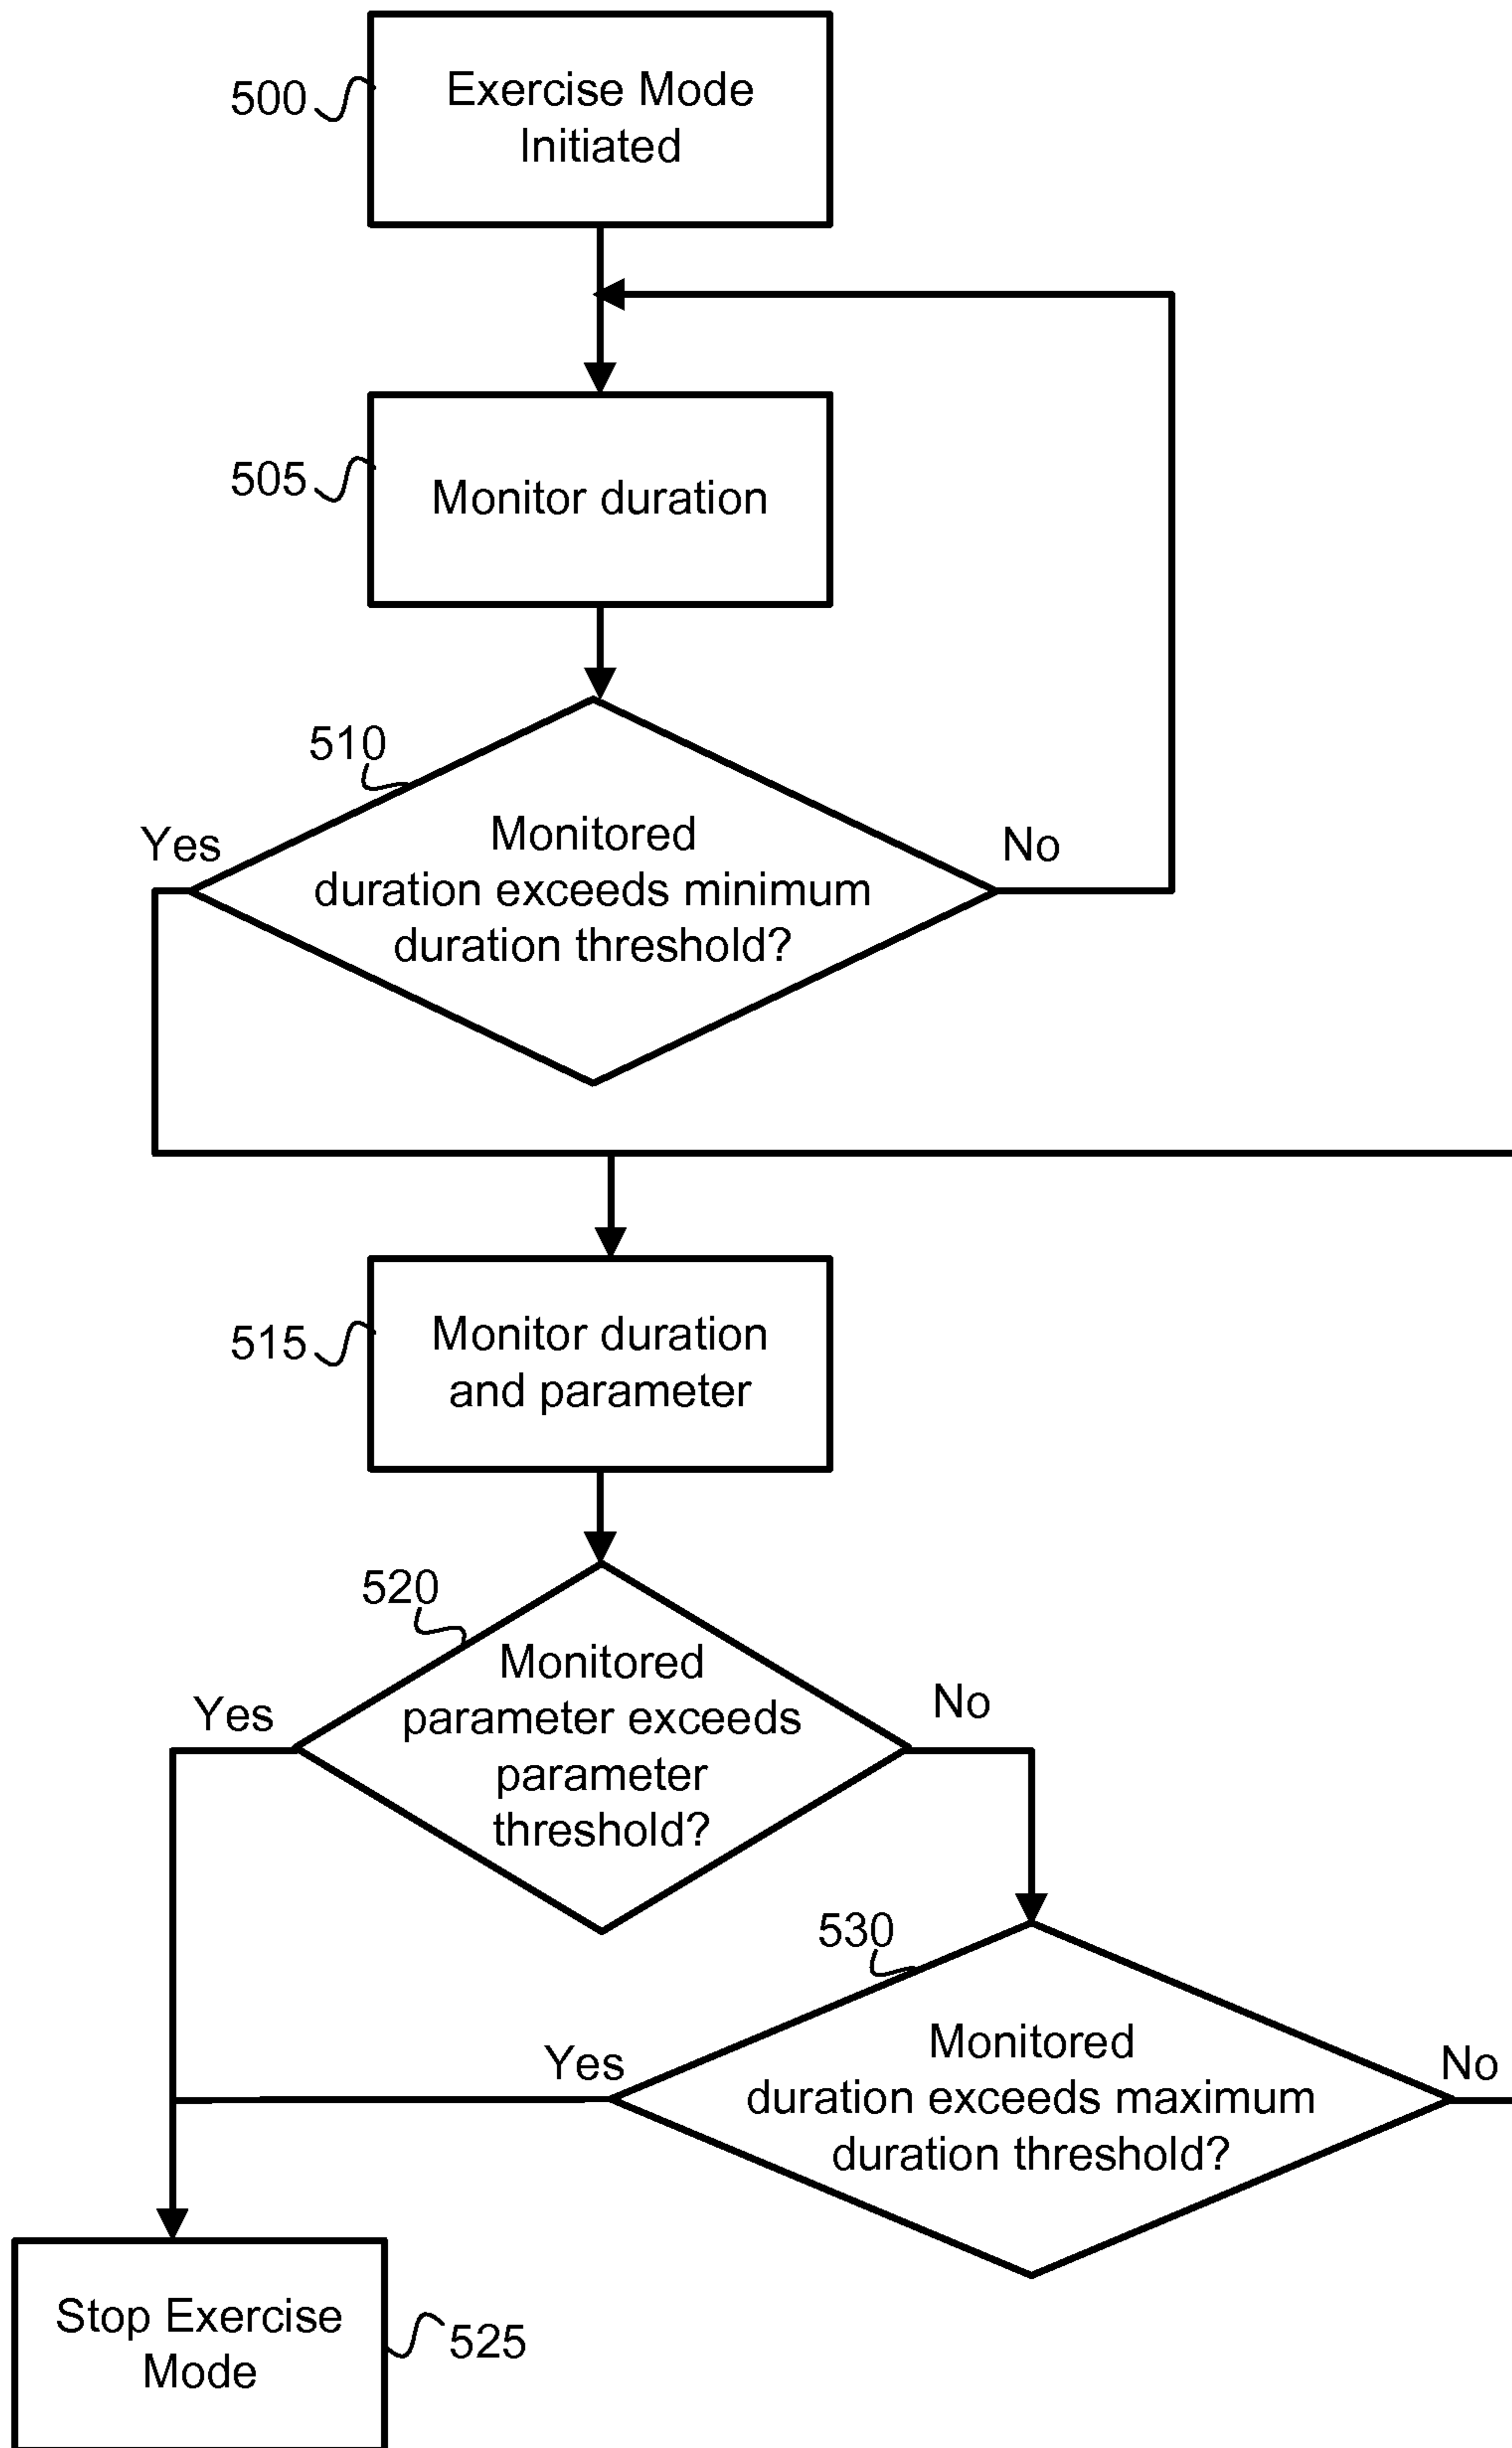 500
Exercise Mode
Initiated
505
Monitor duration
510
Yes
No
Monitored
duration exceeds minimum
duration threshold?
515
Monitor duration
and parameter
520
Yes
No
Monitored
parameter exceeds
parameter
threshold?
530
Yes
No
Monitored
duration exceeds maximum
duration threshold?
Stop Exercise
Mode
525